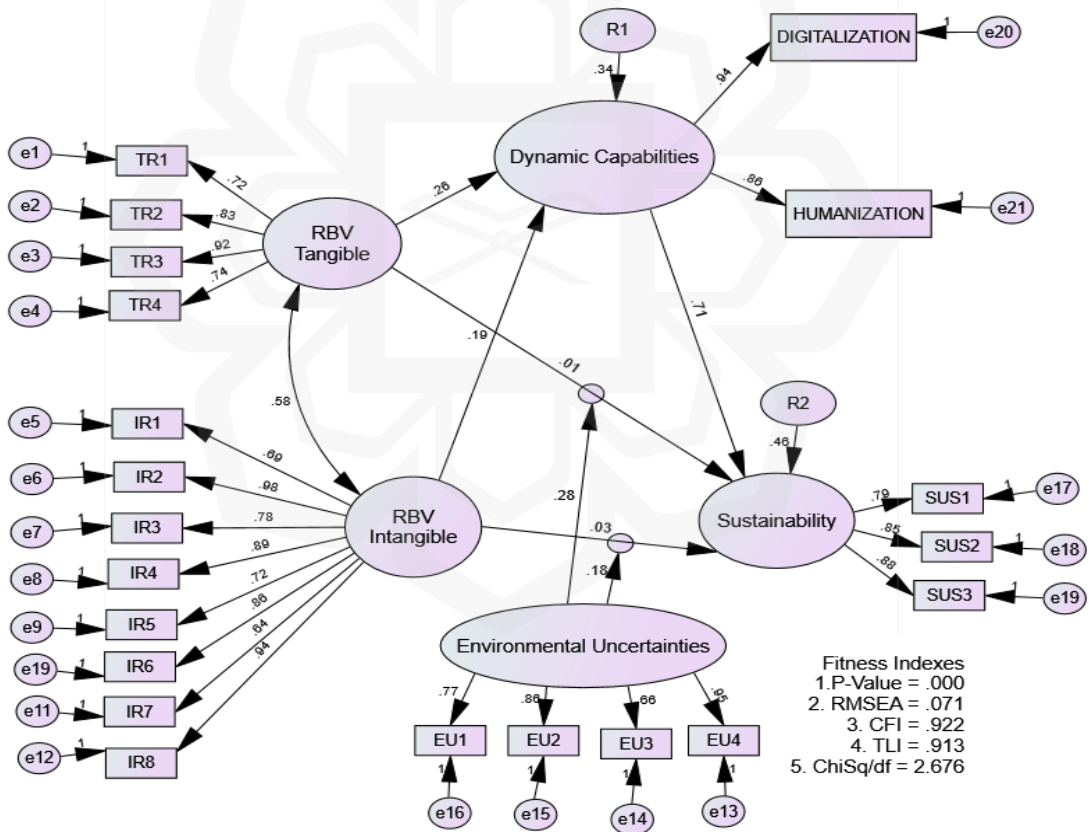 R1
.34
DIGITALIZATION
1
e20
.94
Dynamic Capabilities
.86
HUMANIZATION
1
e21
e1
1
TR1
.72
e2
1
TR2
.83
e3
1
TR3
.92
e4
1
TR4
.74
RBV
Tangible
.26
.19
.01
.71
.58
R2
.46
e5
1
IR1
.69
e6
1
IR2
.98
e7
1
IR3
.78
e8
1
IR4
.89
e9
1
IR5
.72
e19
1
IR6
.86
e11
1
IR7
.64
e12
1
IR8
.94
RBV
Intangible
.03
.28
.18
Sustainability
.79
SUS1
1
e17
.85
SUS2
1
e18
.88
SUS3
1
e19
Environmental Uncertainties
.77
.86
.66
.95
EU1
EU2
EU3
EU4
1
1
1
1
e16
e15
e14
e13
Fitness Indexes
1.P-Value = .000
2. RMSEA = .071
3. CFI = .922
4. TLI = .913
5. ChiSq/df = 2.676